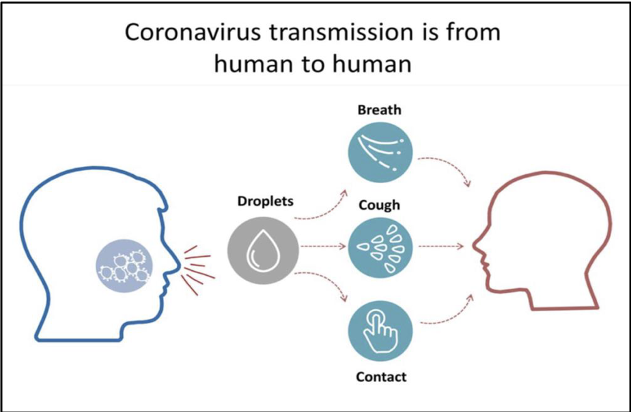 Coronavirus transmission is from
human to human
Breath
Droplets
Cough
Contact